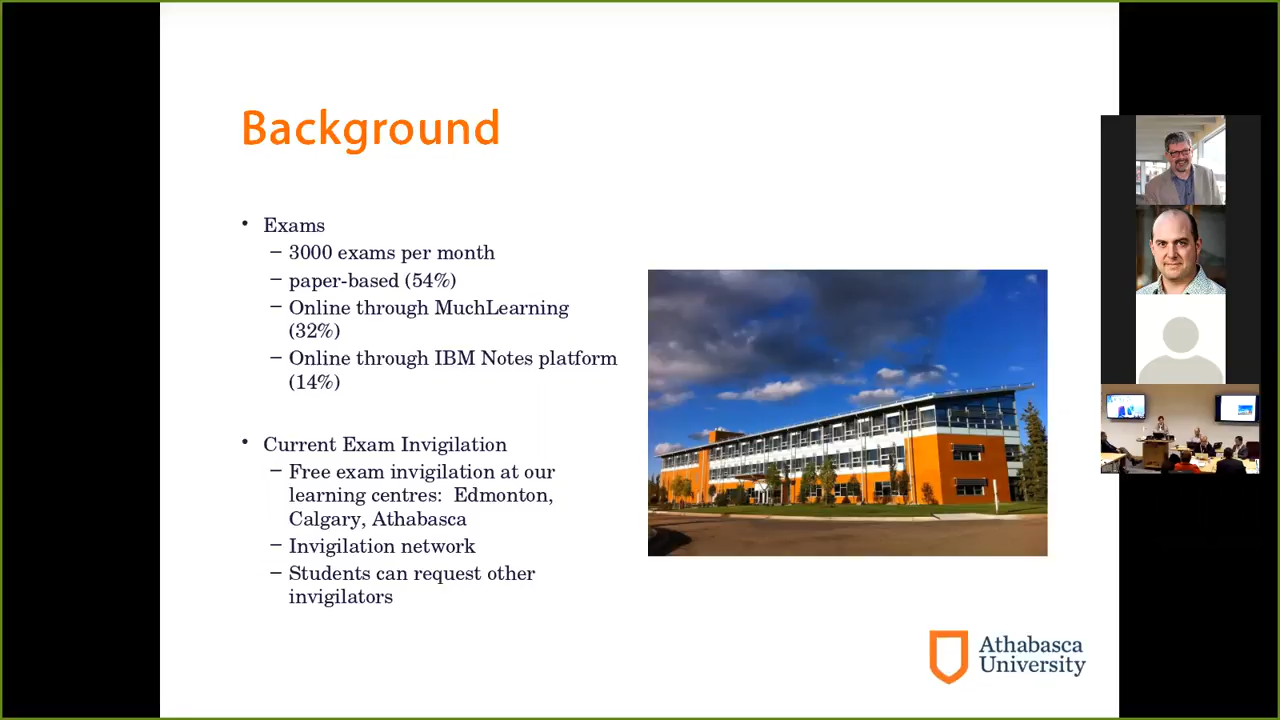 Background
• Exams
– 3000 exams per month
– paper-based (54%)
– Online through MuchLearning
(32%)
– Online through IBM Notes platform
(14%)
• Current Exam Invigilation
– Free exam invigilation at our
learning centres:  Edmonton,
Calgary, Athabasca
– Invigilation network
– Students can request other
invigilators
Athabasca
University